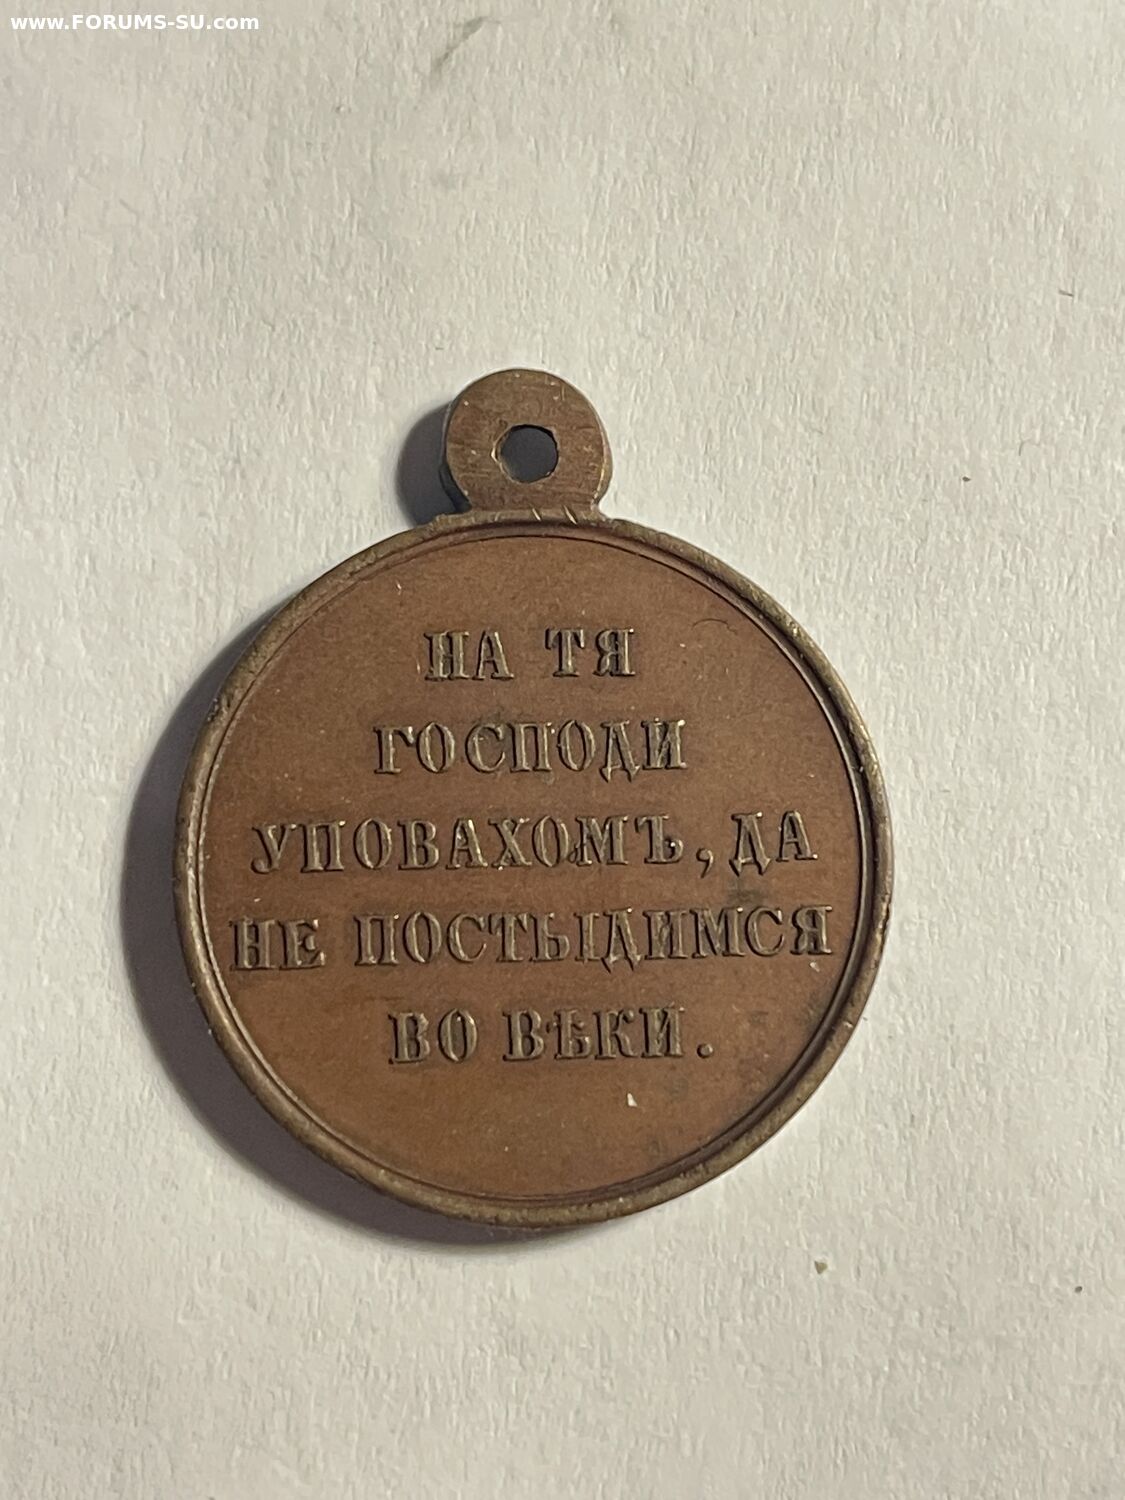 www.FORUMS-SU.com
НА ТЯ
ГОСПОДИ
УПОВАХОМЪ, ДА
НЕ ПОСТЫДИМСЯ
ВО ВѢКИ.